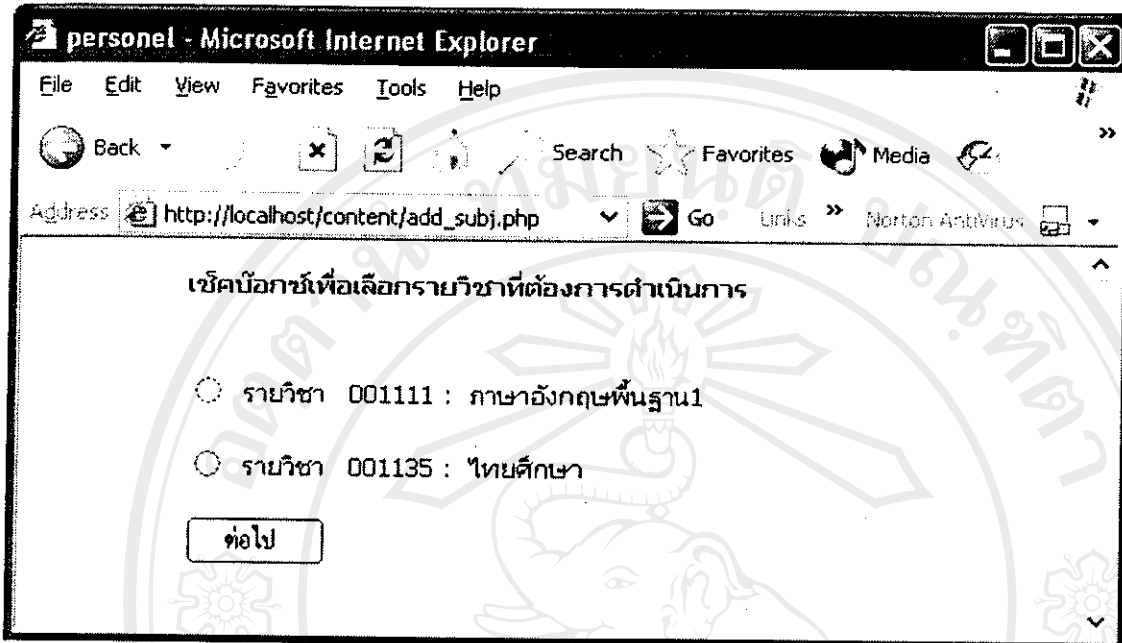 personel - Microsoft Internet Explorer
File Edit View Favorites Tools Help
Back Search Favorites Media
Address http://localhost/content/add_subj.php Go Links Norton AntiVirus
เช็คบ๊อกซ์เพื่อเลือกรายวิชาที่ต้องการดำเนินการ
รายวิชา 001111 : ภาษาอังกฤษพื้นฐาน1
รายวิชา 001135 : ไทยศึกษา
ต่อไป